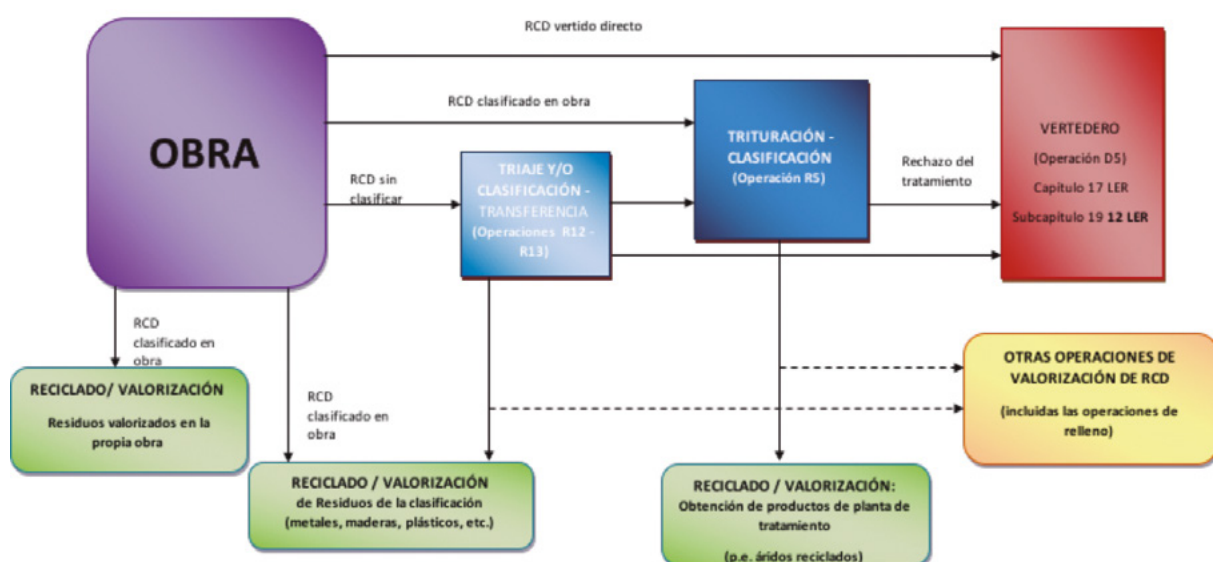 RCD vertido directo
RCD clasificado en obra
OBRA
RCD sin
clasificar
TRIAJE Y/O
CLASIFICACIÓN -
TRANSFERENCIA
(Operaciones R12 -
R13)
TRITURACIÓN -
CLASIFICACIÓN
(Operación R5)
Rechazo del
tratamiento
VERTEDERO
(Operación D5)
Capítulo 17 LER
Subcapítulo 19 12 LER
RCD
clasificado en
obra
RECICLADO/ VALORIZACIÓN
Residuos valorizados en la
propia obra
RCD
clasificado en
obra
RECICLADO / VALORIZACIÓN
de Residuos de la clasificación
(metales, maderas, plásticos, etc.)
RECICLADO / VALORIZACIÓN:
Obtención de productos de planta de
tratamiento
(p.e. áridos reciclados)
OTRAS OPERACIONES DE
VALORIZACIÓN DE RCD
(incluidas las operaciones de
relleno)